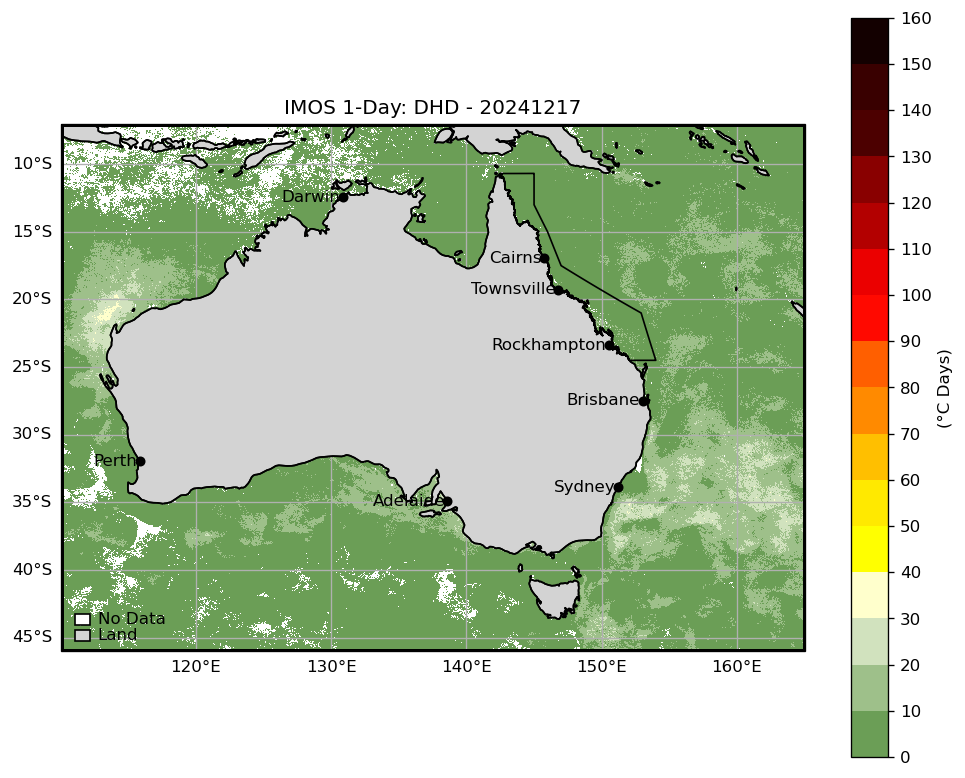 IMOS 1-Day: DHD - 20241217
10°S
15°S
20°S
25°S
30°S
35°S
40°S
45°S
120°E
130°E
140°E
150°E
160°E
Darwin
Cairns
Townsville
Rockhampton
Brisbane
Perth
Sydney
Adelaide
No Data
Land
160
150
140
130
120
110
100
90
80
70
60
50
40
30
20
10
0
(°C Days)